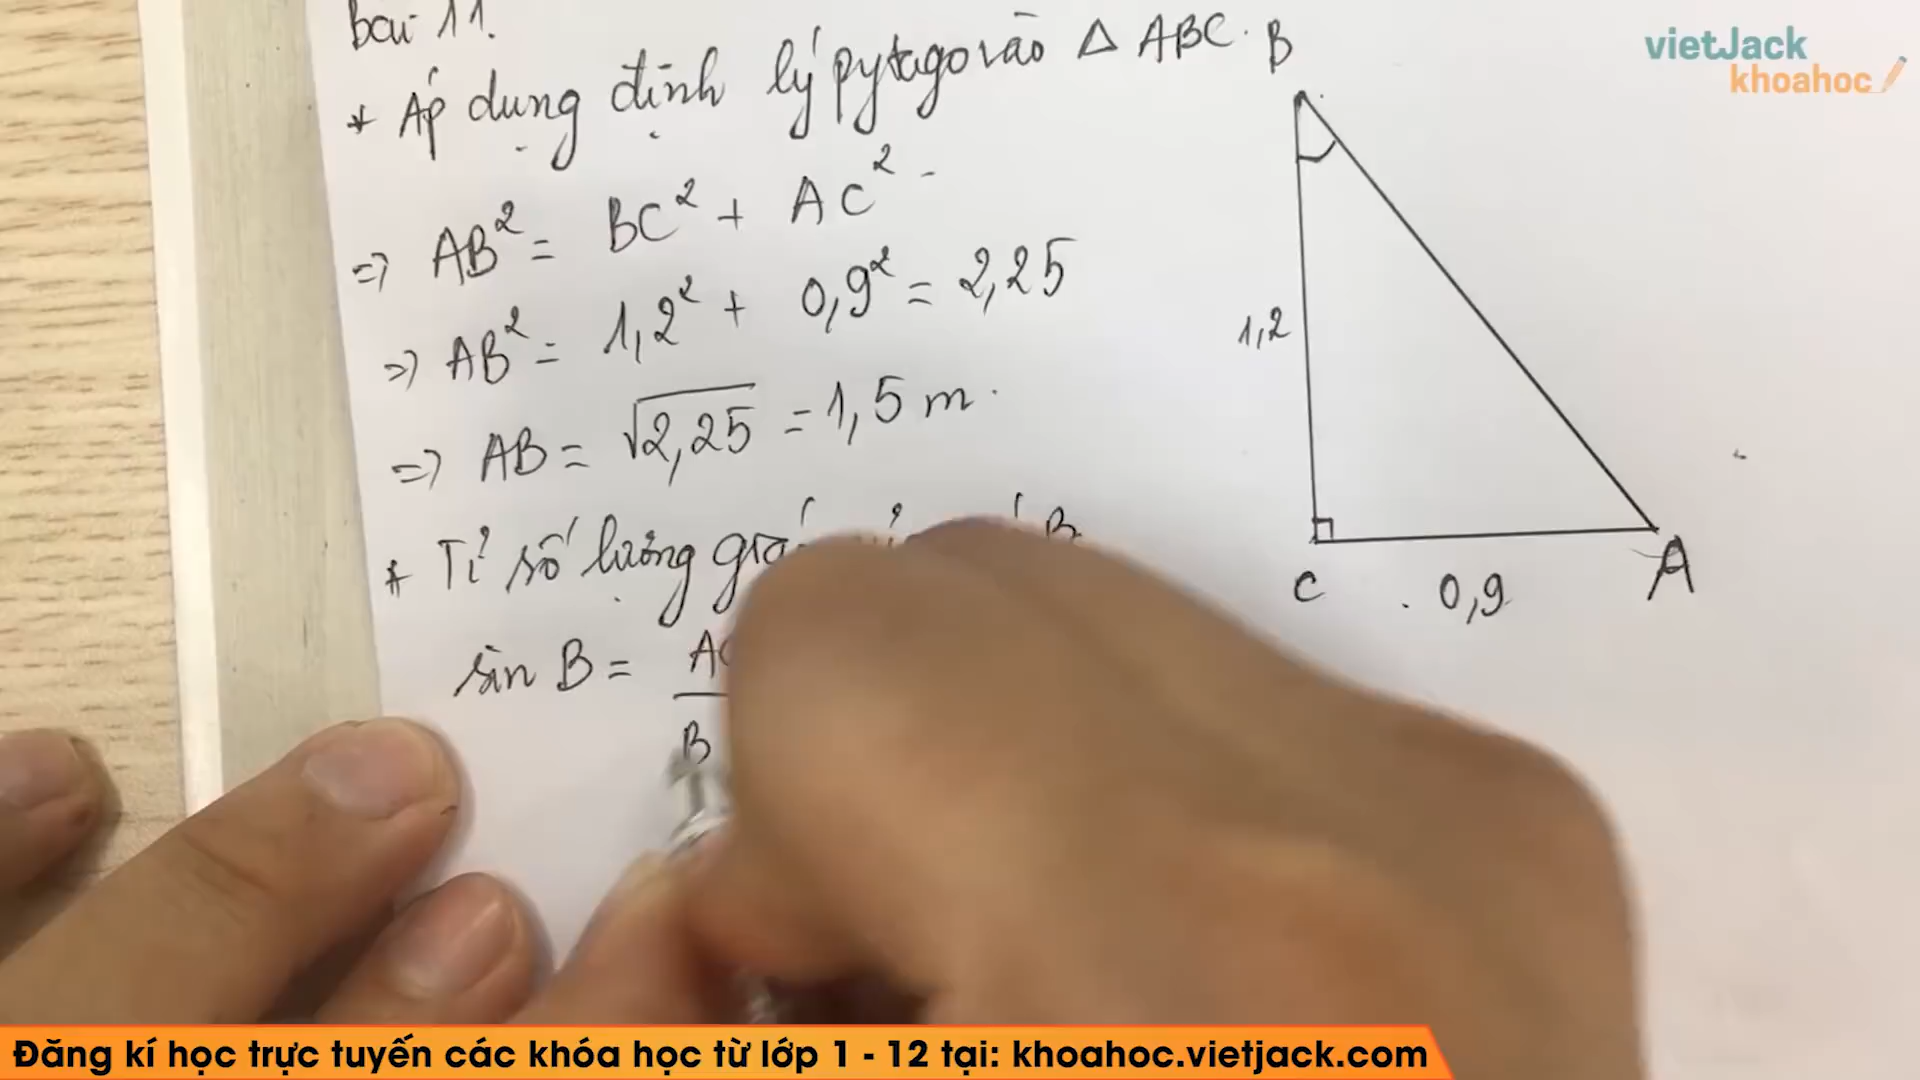 bài 11.
* Áp dụng định lý pytago vào △ ABC.
=> AB² = BC² + AC²
=> AB² = 1,2² + 0,9² = 2,25
=> AB = √2,25 = 1,5 m.
* Tỉ số lượng B
sin B = 
B
B
1,2
C
0,9
A
vietJack
khoahoc
Đăng kí học trực tuyến các khóa học từ lớp 1 - 12 tại: khoahoc.vietjack.com